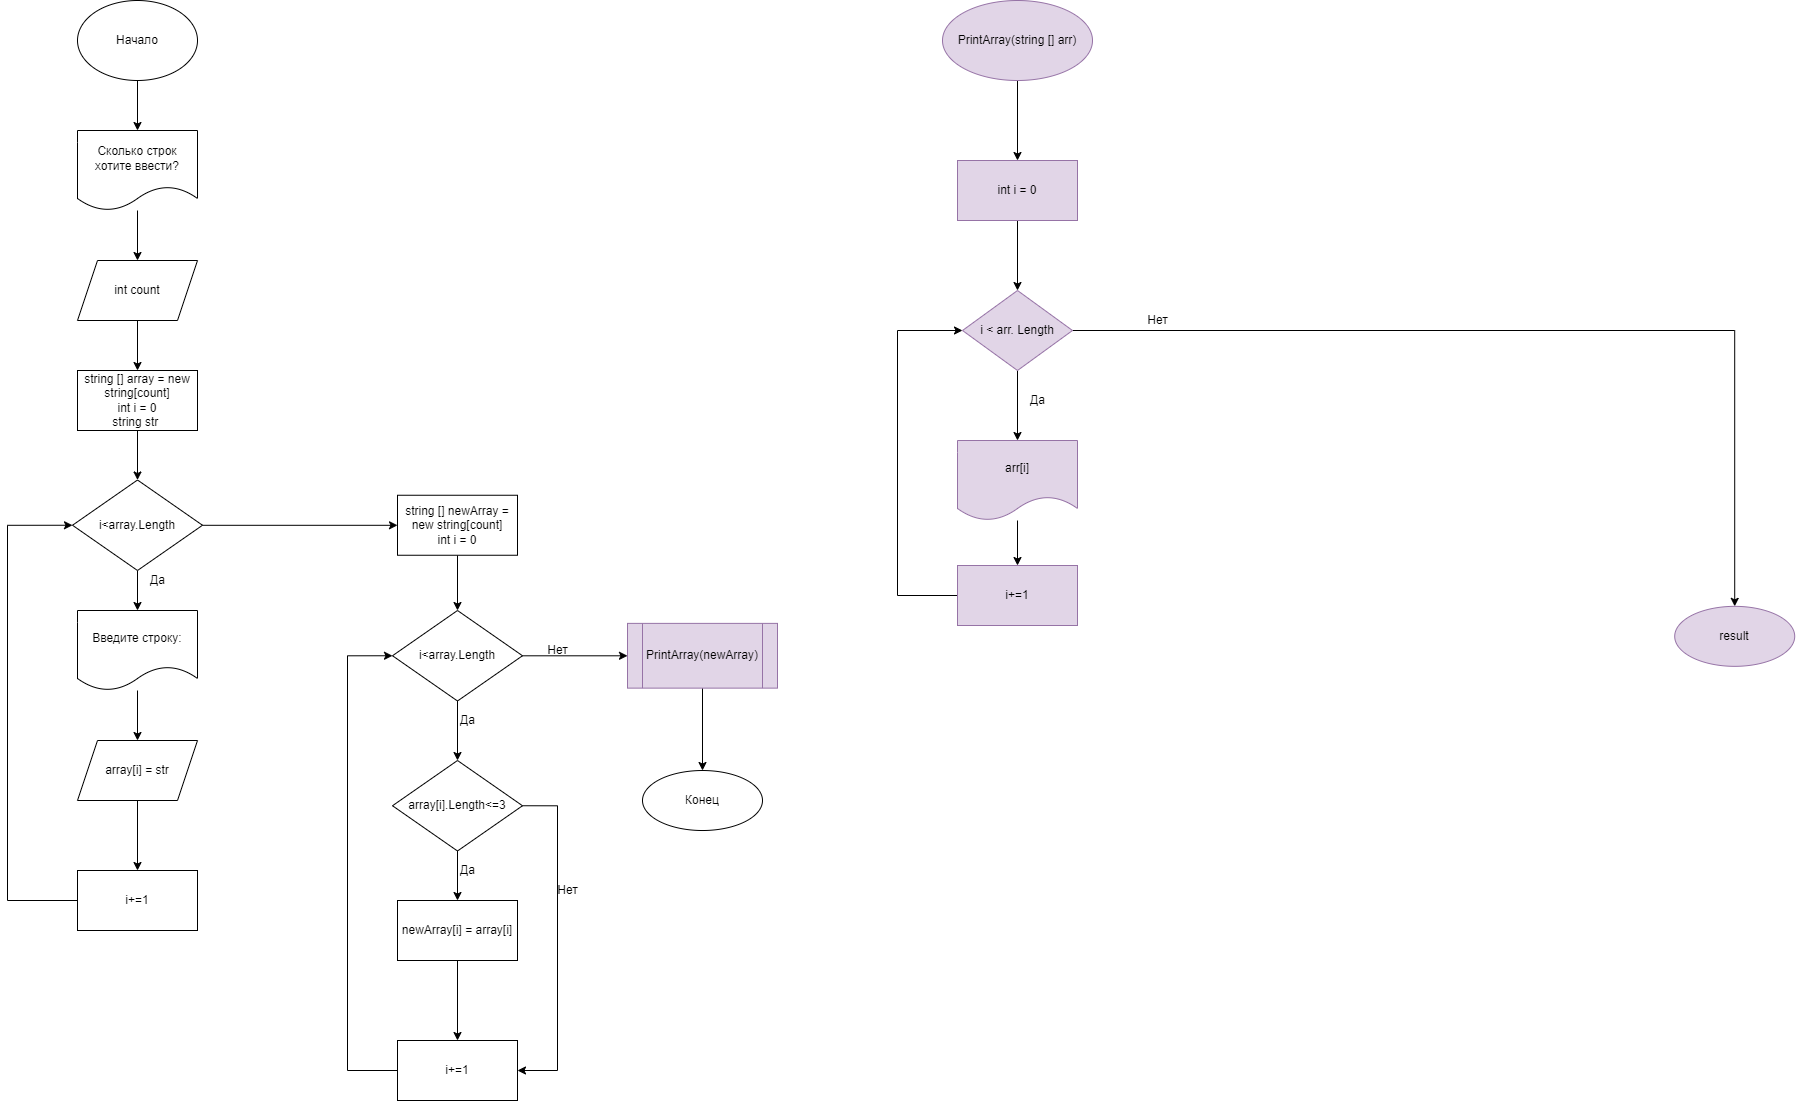 Начало
Сколько строк
хотите ввести?
int count
string [] array = new
string[count]
int i = 0
string str
i<array.Length
Да
Введите строку:
array[i] = str
i+=1
string [] newArray =
new string[count]
int i = 0
i<array.Length
Нет
PrintArray(newArray)
Конец
Да
array[i].Length<=3
Да
Нет
newArray[i] = array[i]
i+=1
PrintArray(string [] arr)
int i = 0
i < arr. Length
Нет
Да
arr[i]
i+=1
result